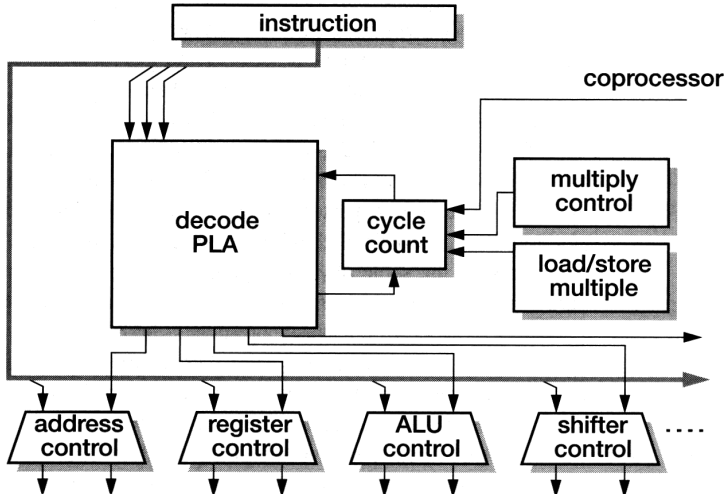 instruction
coprocessor
decode
PLA
cycle
count
multiply
control
load/store
multiple
address
control
register
control
ALU
control
shifter
control